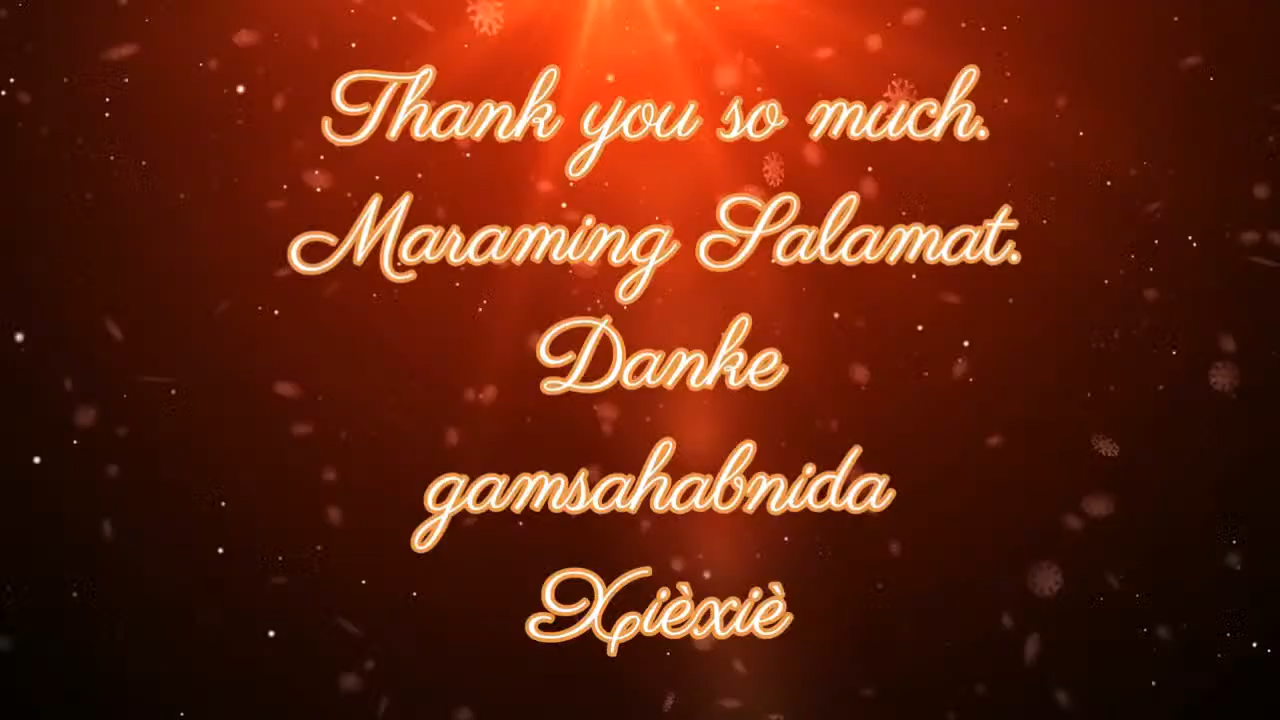 Thank you so much.
Maraming Salamat.
Danke
gamsahabnida
Xièxiè